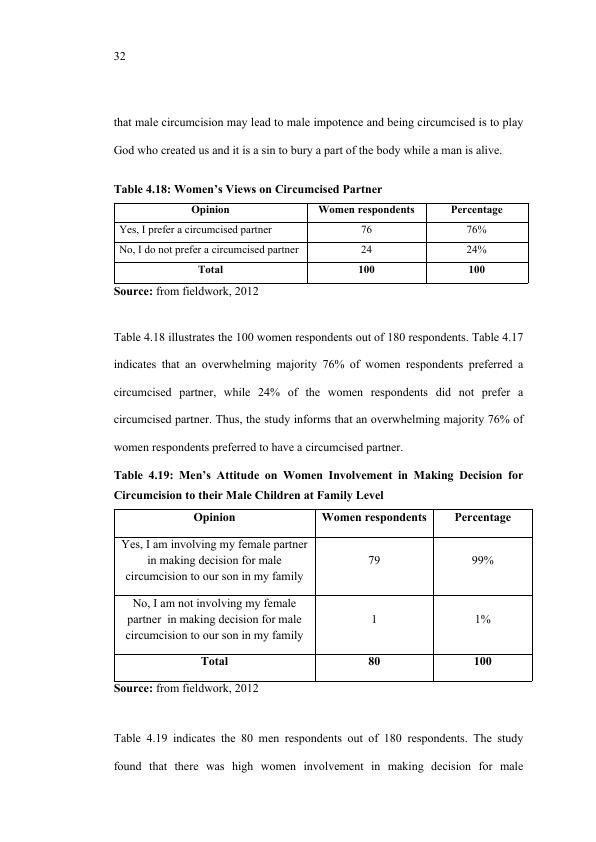 32
that male circumcision may lead to male impotence and being circumcised is to play
God who created us and it is a sin to bury a part of the body while a man is alive.
Table 4.18: Women’s Views on Circumcised Partner
Opinion Women respondents Percentage
Yes, I prefer a circumcised partner 76 76%
No, I do not prefer a circumcised partner 24 24%
Total 100 100
Source: from fieldwork, 2012
Table 4.18 illustrates the 100 women respondents out of 180 respondents. Table 4.17
indicates that an overwhelming majority 76% of women respondents preferred a
circumcised partner, while 24% of the women respondents did not prefer a
circumcised partner. Thus, the study informs that an overwhelming majority 76% of
women respondents preferred to have a circumcised partner.
Table 4.19: Men’s Attitude on Women Involvement in Making Decision for
Circumcision to their Male Children at Family Level
Opinion Women respondents Percentage
Yes, I am involving my female partner
in making decision for male
circumcision to our son in my family
79 99%
No, I am not involving my female
partner in making decision for male
circumcision to our son in my family
1 1%
Total 80 100
Source: from fieldwork, 2012
Table 4.19 indicates the 80 men respondents out of 180 respondents. The study
found that there was high women involvement in making decision for male